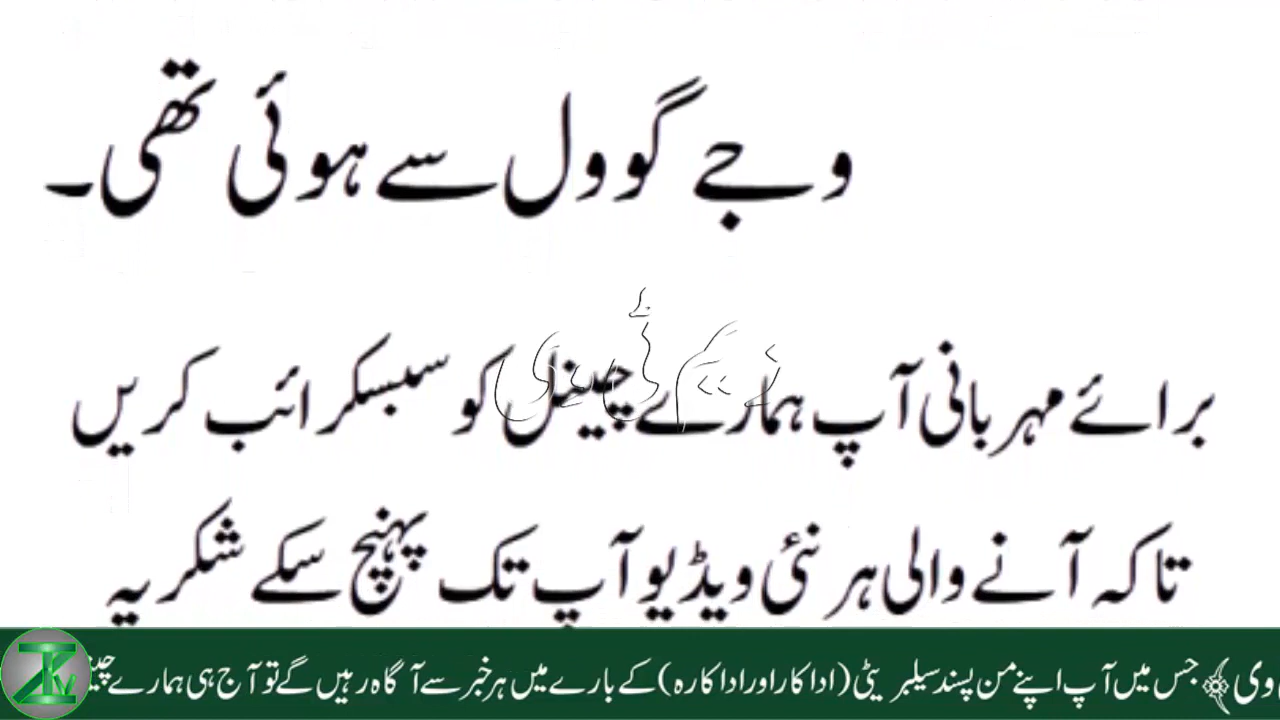 وجے گوول سے ہوئی تھی۔
برائے مہربانی آپ ہمارے چینل کو سبسکرائب کریں
تاکہ آنے والی ہر نئی ویڈیو آپ تک پہنچ سکے شکریہ
وی ﴾ جس میں آپ اپنے من پسند سیلبریٹی (اداکار اور اداکارہ) کے بارے میں ہر خبر سے آگاہ رہیں گے تو آج ہی ہمارے